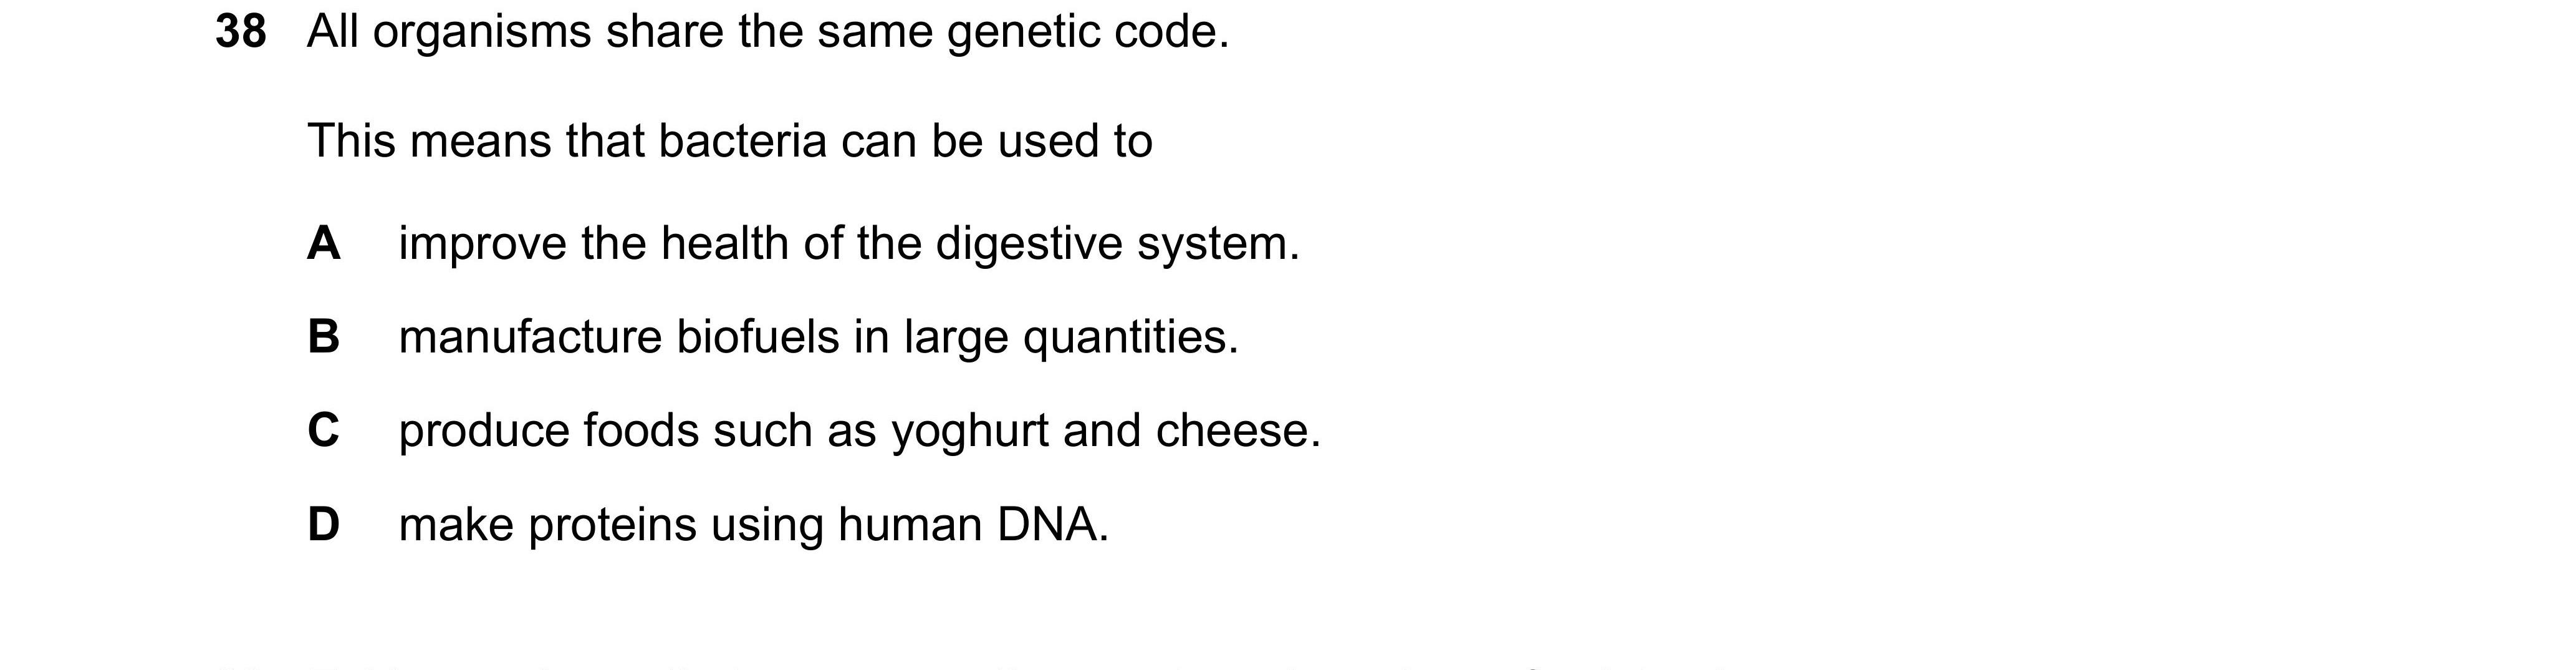 38 All organisms share the same genetic code.
This means that bacteria can be used to
A improve the health of the digestive system.
B manufacture biofuels in large quantities.
C produce foods such as yoghurt and cheese.
D make proteins using human DNA.